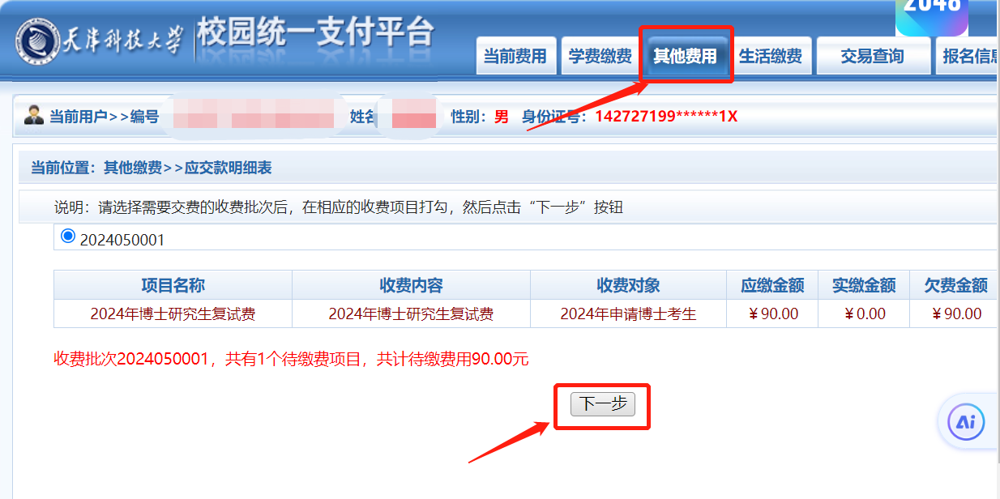 2048
天津科技大学 校园统一支付平台
当前费用 学费缴费 其他费用 生活缴费 交易查询 报名信息
当前用户>>编号 姓名 性别：男 身份证号：142727199******1X
当前位置：其他缴费>>应交款明细表
说明：请选择需要交费的收费批次后，在相应的收费项目打勾，然后点击“下一步”按钮
2024050001
项目名称 收费内容 收费对象 应缴金额 实缴金额 欠费金额
2024年博士研究生复试费 2024年博士研究生复试费 2024年申请博士考生 ￥90.00 ￥0.00 ￥90.00
收费批次2024050001，共有1个待缴费项目，共计待缴费用90.00元
下一步
Ai